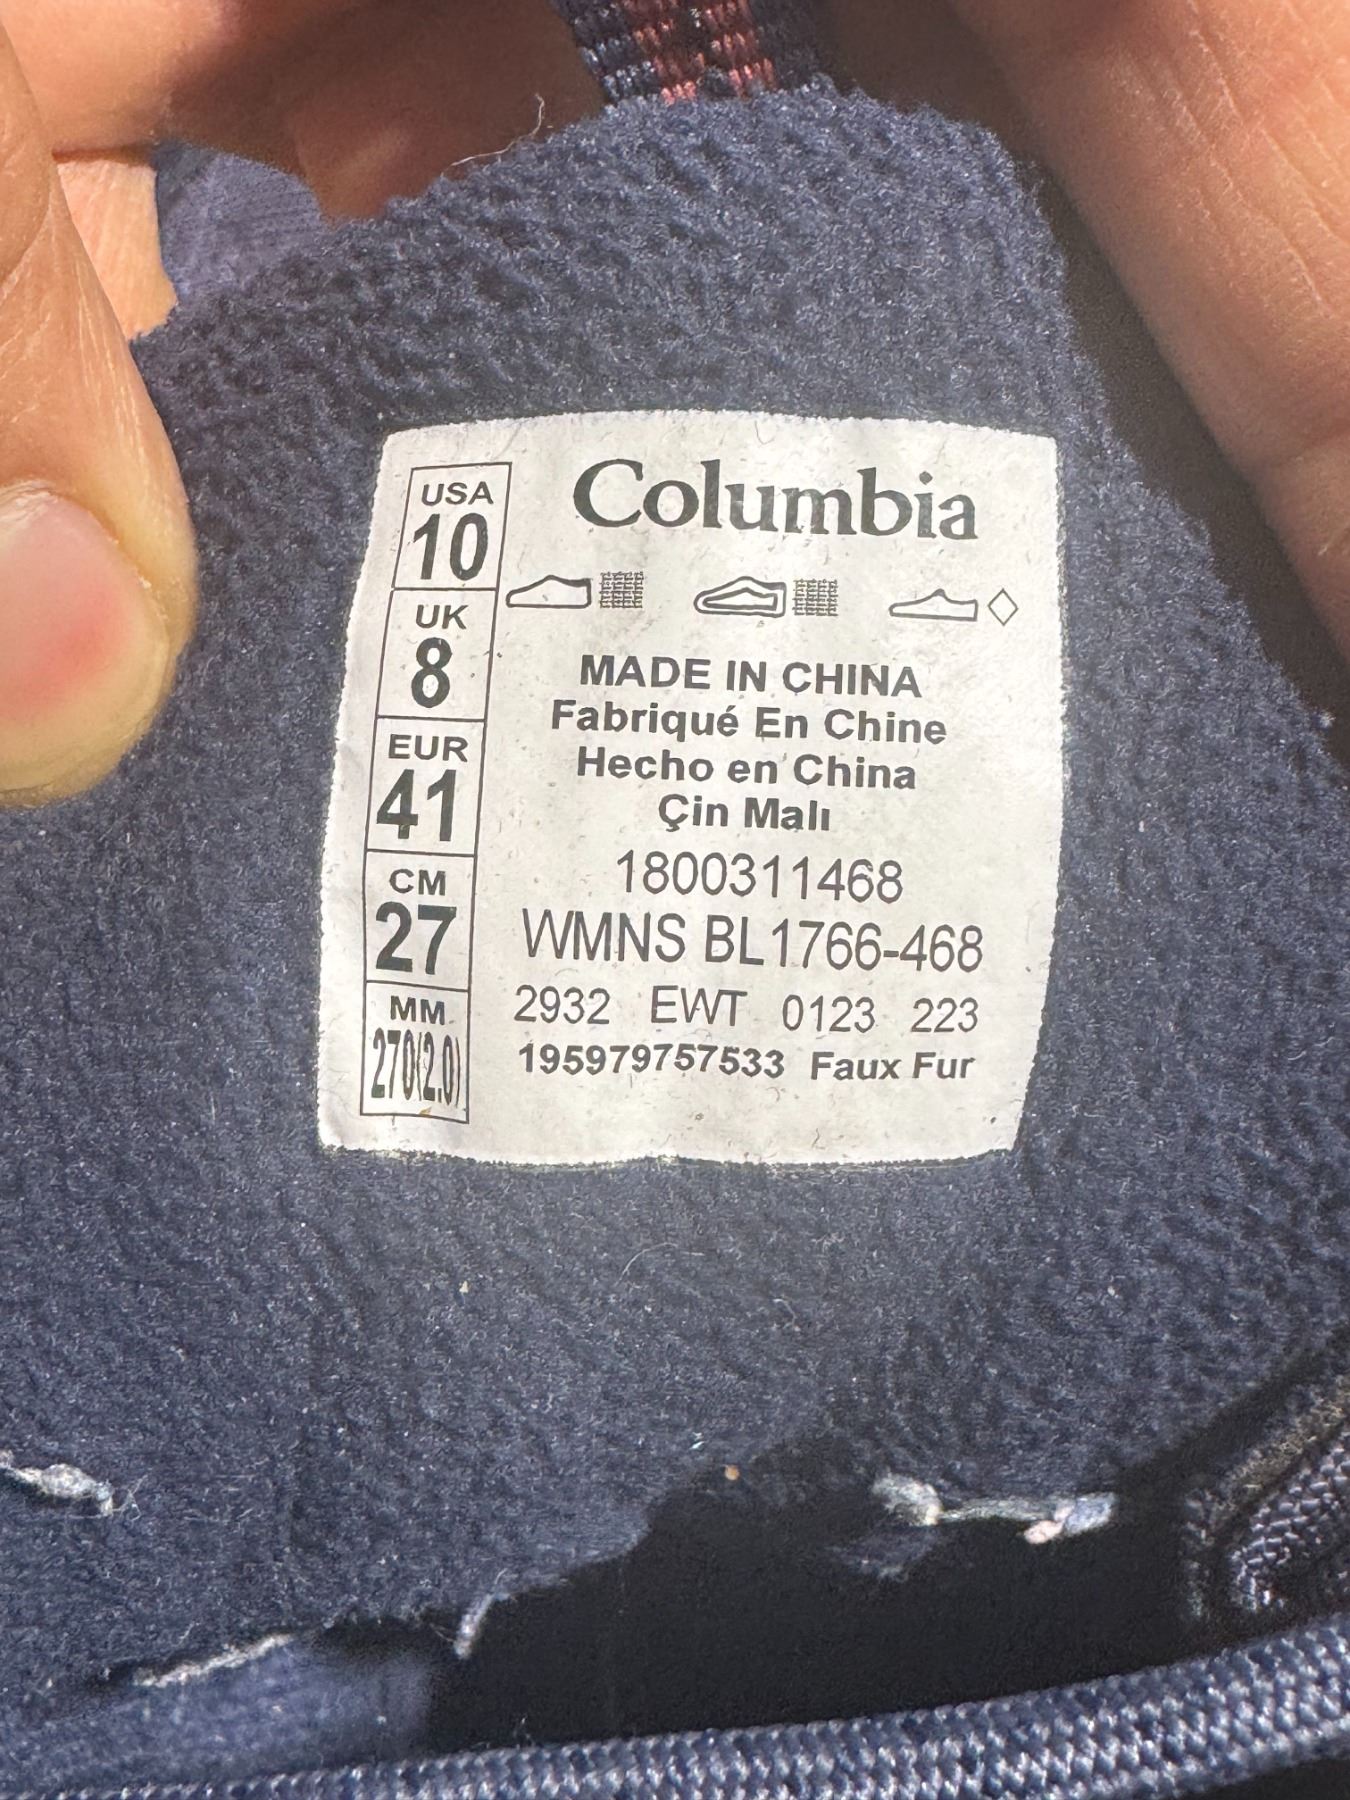 Columbia
USA
10
UK
8
EUR
41
CM
27
MM
270(2.0)
MADE IN CHINA
Fabriqué En Chine
Hecho en China
Çin Malı
1800311468
WMNS BL1766-468
2932 EWT 0123 223
195979757533 Faux Fur